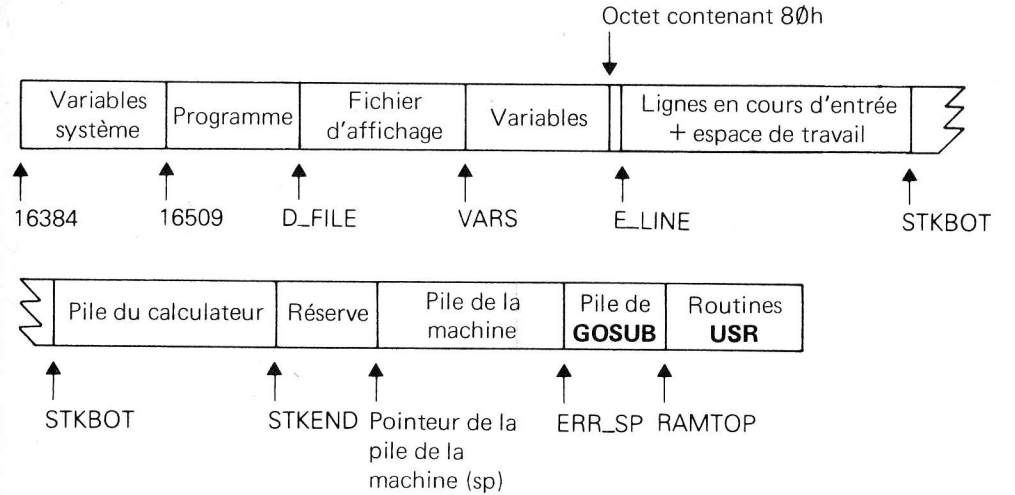 Octet contenant 80h
Variables
système
Programme
Fichier
d'affichage
Variables
Lignes en cours d'entrée
+ espace de travail
16384
16509
D_FILE
VARS
E_LINE
STKBOT
Pile du calculateur
Réserve
Pile de la
machine
Pile de
GOSUB
Routines
USR
STKBOT
STKEND
Pointeur de la
pile de la
machine (sp)
ERR_SP
RAMTOP